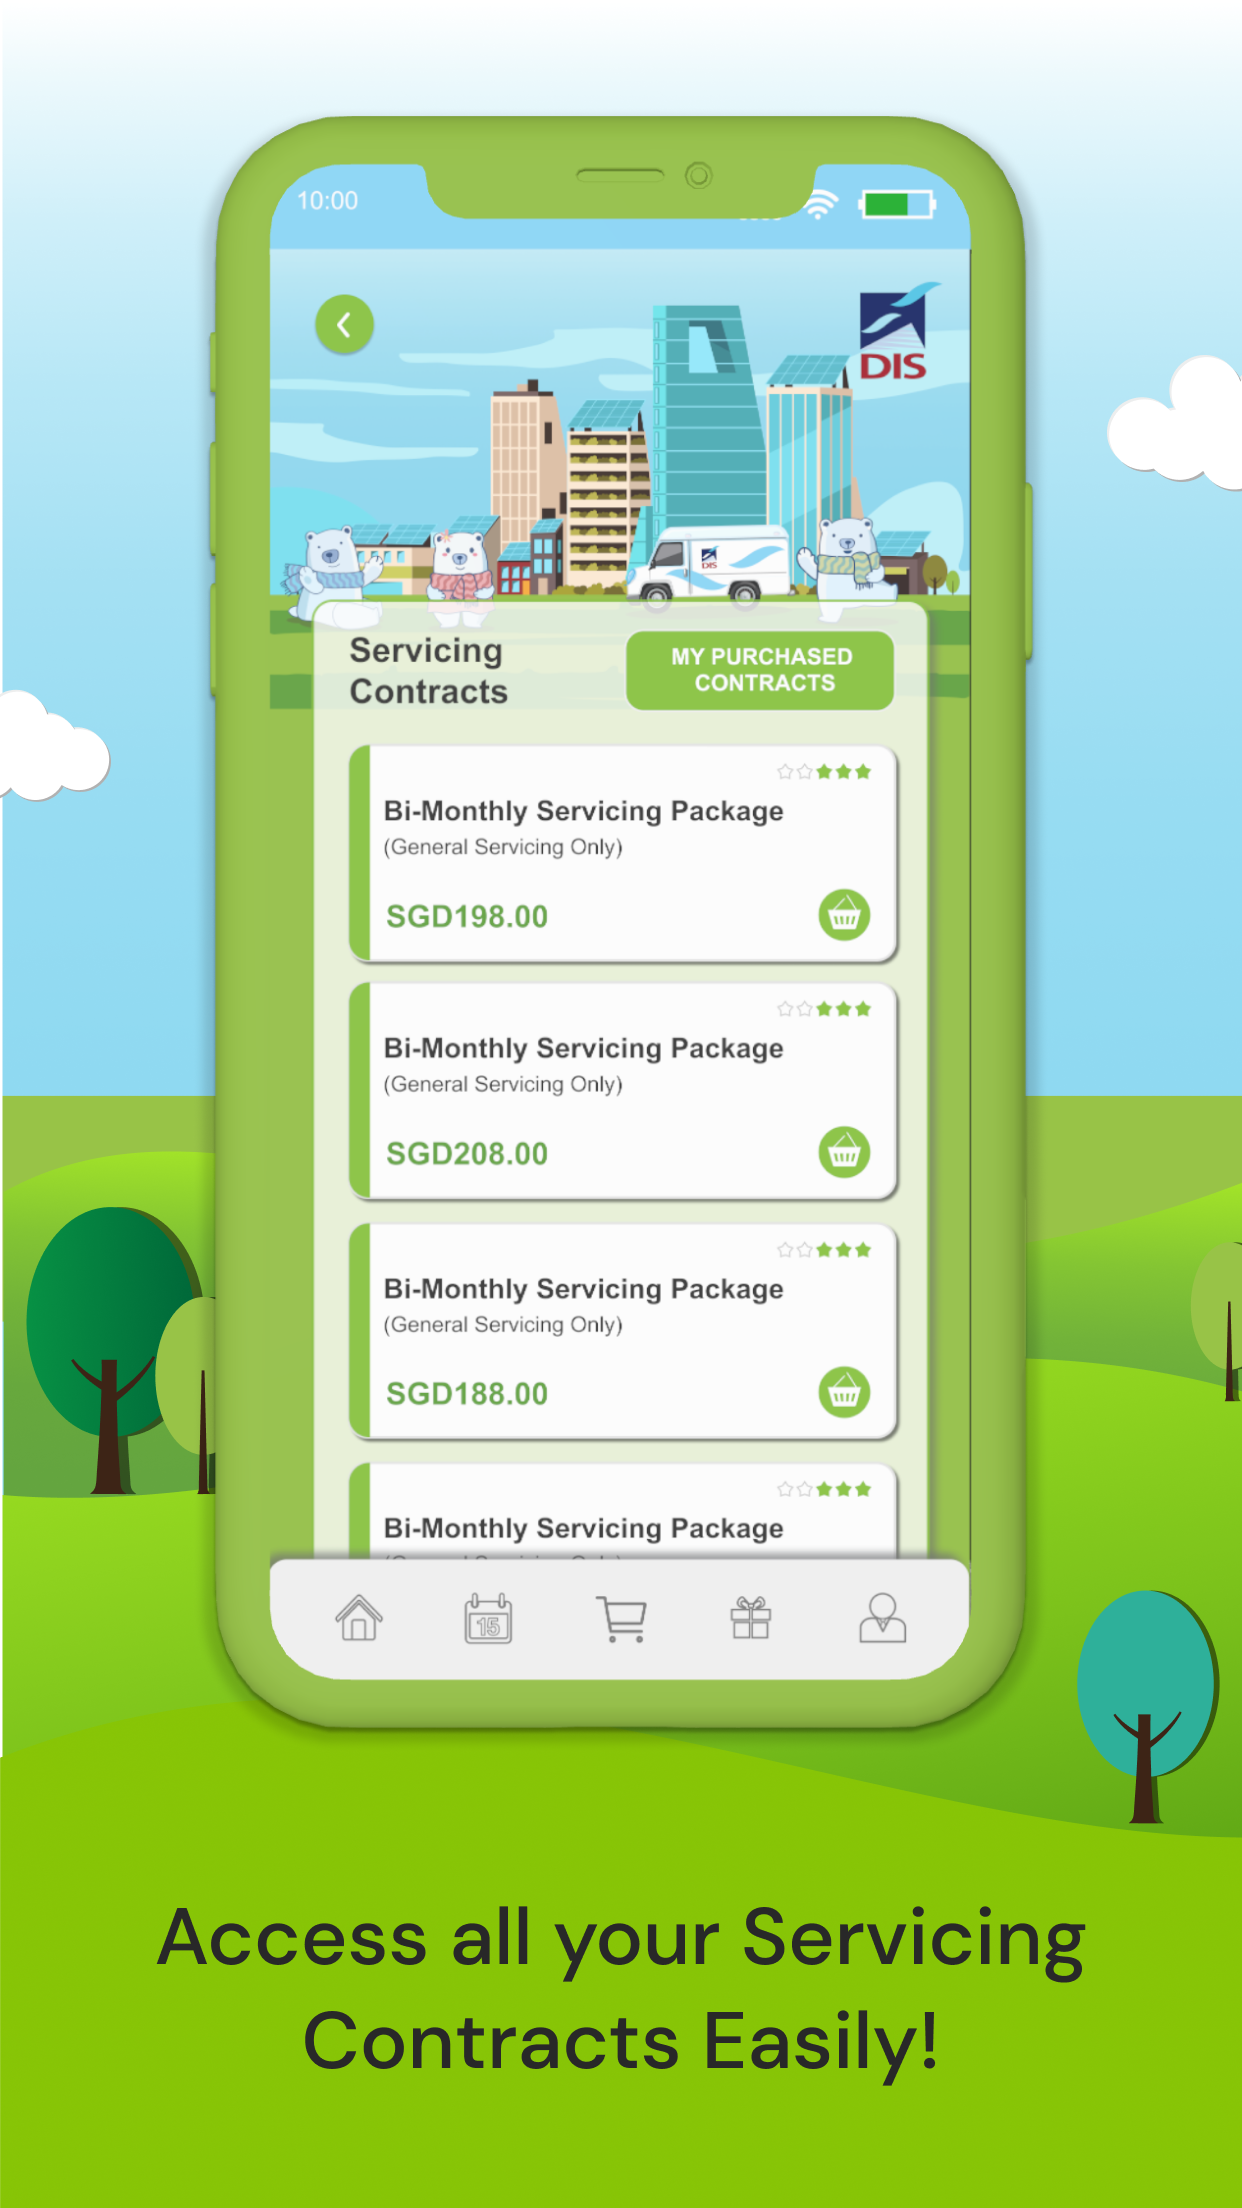 10:00
DIS
DIS
Servicing
Contracts
MY PURCHASED
CONTRACTS
Bi-Monthly Servicing Package
(General Servicing Only)
SGD198.00
Bi-Monthly Servicing Package
(General Servicing Only)
SGD208.00
Bi-Monthly Servicing Package
(General Servicing Only)
SGD188.00
Bi-Monthly Servicing Package
15
Access all your Servicing
Contracts Easily!